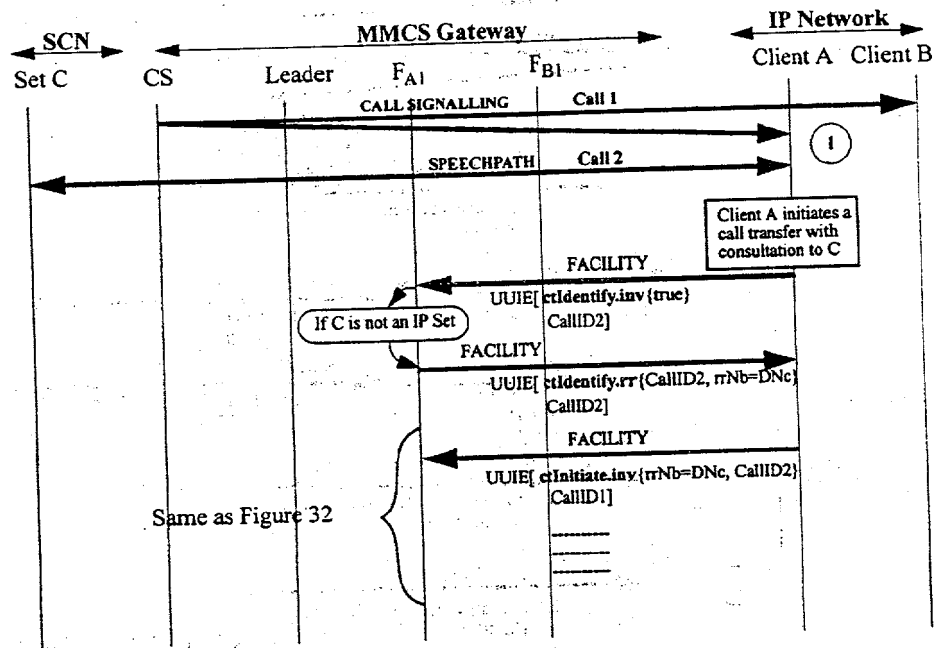 SCN
MMCS Gateway
IP Network
Set C
CS
Leader
FA1
FB1
Client A
Client B
CALL SIGNALLING Call 1
1
SPEECHPATH Call 2
Client A initiates a
call transfer with
consultation to C
FACILITY
UUIE[ ctIdentify.inv{true}
CallID2]
If C is not an IP Set
FACILITY
UUIE[ ctIdentify.rr{CallID2, rrNb=DNc}
CallID2]
FACILITY
UUIE[ ctInitiate.inv{rrNb=DNc, CallID2}
CallID1]
Same as Figure 32